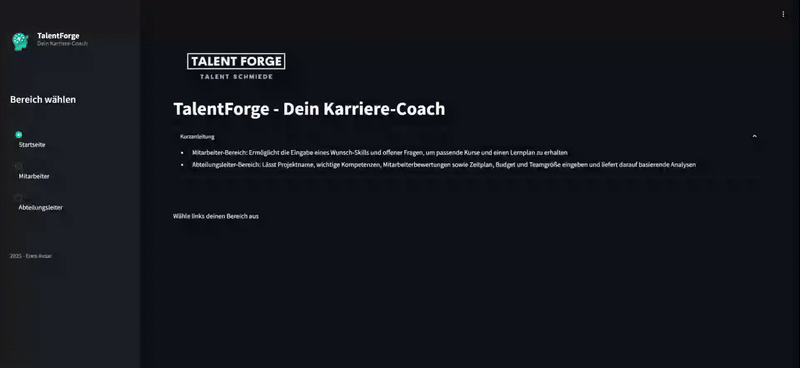 TalentForge
Dein Karriere-Coach
Bereich wählen
Startseite
Mitarbeiter
Abteilungsleiter
TALENT FORGE
TALENT SCHMIEDE
TalentForge - Dein Karriere-Coach
Kurzanleitung
Mitarbeiter-Bereich: Ermöglicht die Eingabe eines Wunsch-Skills und offener Fragen, um passende Kurse und einen Lernplan zu erhalten
Abteilungsleiter-Bereich: Lässt Projektname, wichtige Kompetenzen, Mitarbeiterbewertungen sowie Zeitplan, Budget und Teamgröße eingeben und liefert darauf basierende Analysen
Wähle links deinen Bereich aus
2025 -